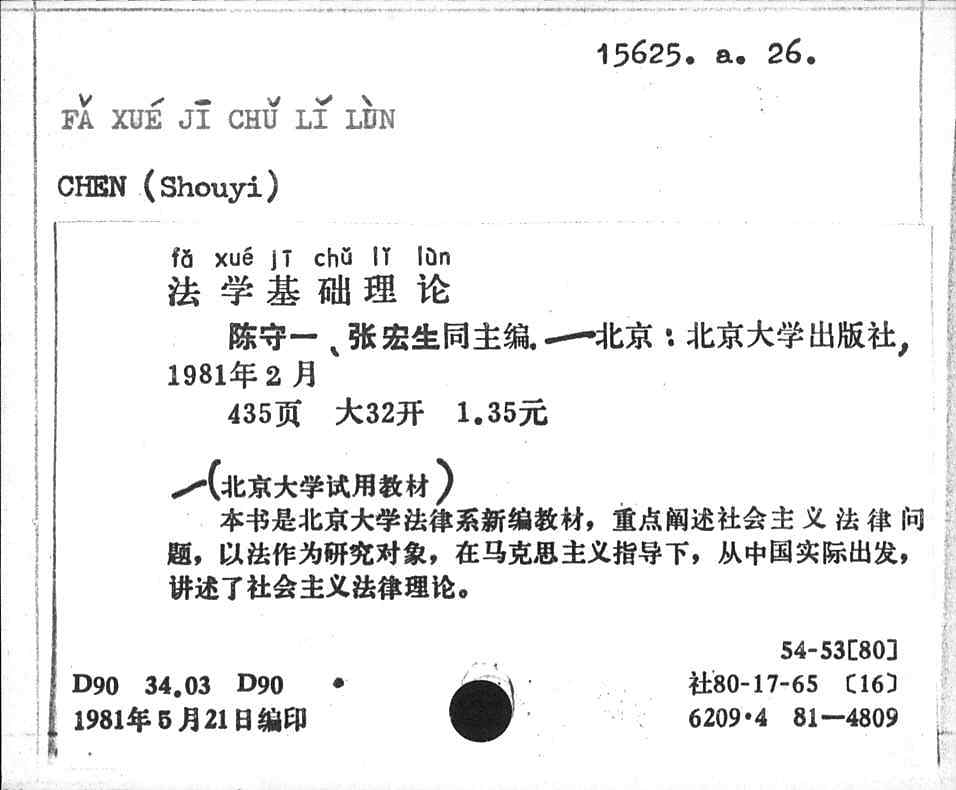 15625. a. 26.
FǍ XUÉ JĪ CHǓ LǏ LÙN
CHEN (Shouyi)
fǎ xué jī chǔ lǐ lùn
法学基础理论
陈守一、张宏生同主编. —北京：北京大学出版社,
1981年2月
435页 大32开 1.35元
—(北京大学试用教材)
本书是北京大学法律系新编教材，重点阐述社会主义法律问
题，以法作为研究对象，在马克思主义指导下，从中国实际出发，
讲述了社会主义法律理论。
54-53[80]
D90 34.03 D90 • 社80-17-65 〔16〕
1981年5月21日编印 6209·4 81—4809